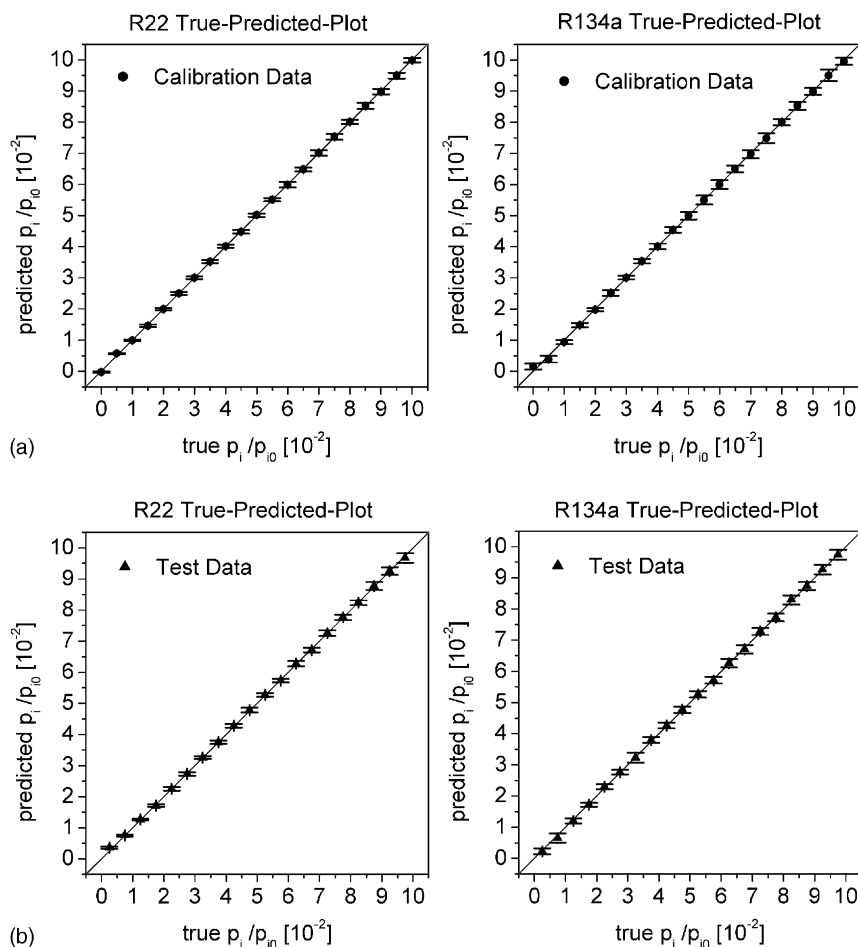 R22 True-Predicted-Plot
10
9
8
7
6
5
4
3
2
1
0
Calibration Data
predicted p_i /p_i0 [10^-2]
0 1 2 3 4 5 6 7 8 9 10
true p_i /p_i0 [10^-2]
R134a True-Predicted-Plot
10
9
8
7
6
5
4
3
2
1
0
Calibration Data
predicted p_i /p_i0 [10^-2]
0 1 2 3 4 5 6 7 8 9 10
true p_i /p_i0 [10^-2]
(a)
R22 True-Predicted-Plot
10
9
8
7
6
5
4
3
2
1
0
Test Data
predicted p_i /p_i0 [10^-2]
0 1 2 3 4 5 6 7 8 9 10
true p_i /p_i0 [10^-2]
R134a True-Predicted-Plot
10
9
8
7
6
5
4
3
2
1
0
Test Data
predicted p_i /p_i0 [10^-2]
0 1 2 3 4 5 6 7 8 9 10
true p_i /p_i0 [10^-2]
(b)